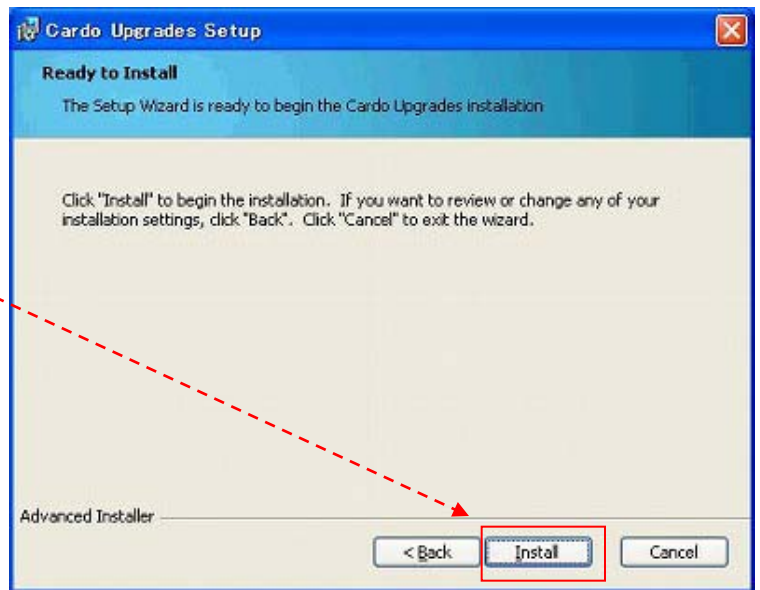 Cardo Upgrades Setup
Ready to Install
The Setup Wizard is ready to begin the Cardo Upgrades installation
Click "Install" to begin the installation. If you want to review or change any of your
installation settings, click "Back". Click "Cancel" to exit the wizard.
Advanced Installer
< Back Install Cancel